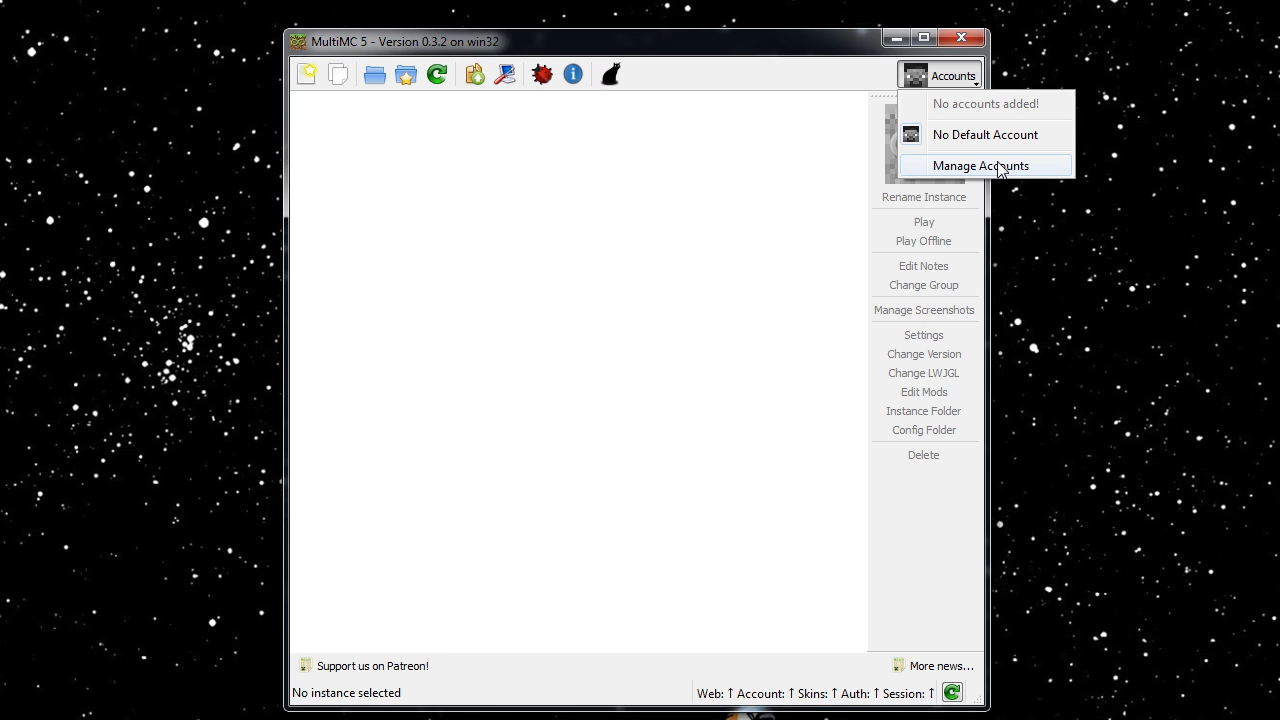 MultiMC 5 - Version 0.3.2 on win32
Accounts
No accounts added!
No Default Account
Manage Accounts
Rename Instance
Play
Play Offline
Edit Notes
Change Group
Manage Screenshots
Settings
Change Version
Change LWJGL
Edit Mods
Instance Folder
Config Folder
Delete
Support us on Patreon!
More news...
No instance selected
Web: ↑ Account: ↑ Skins: ↑ Auth: ↑ Session: ↑